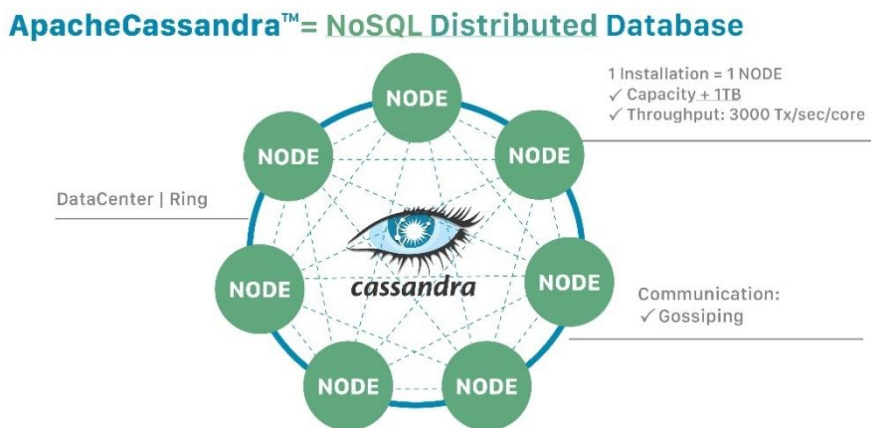 ApacheCassandra™= NoSQL Distributed Database
1 Installation = 1 NODE
✓ Capacity + 1TB
✓ Throughput: 3000 Tx/sec/core
NODE
NODE
NODE
DataCenter | Ring
NODE
NODE
cassandra
Communication:
✓ Gossiping
NODE
NODE